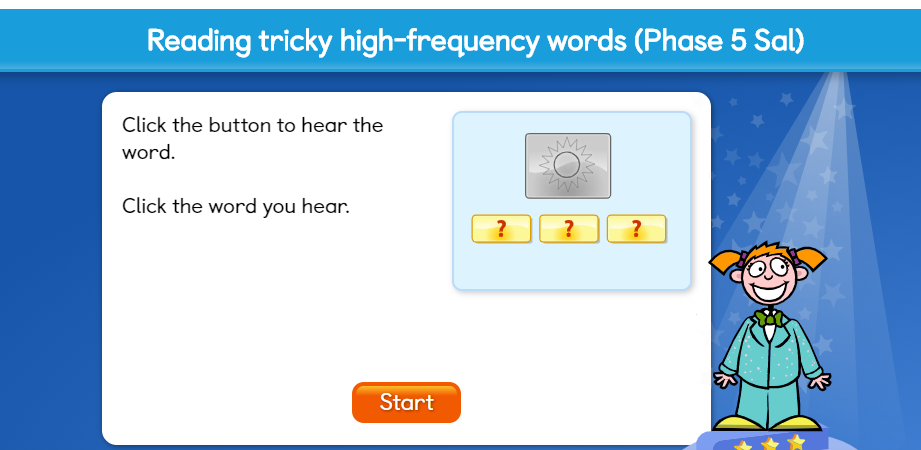 Reading tricky high-frequency words (Phase 5 Sal)
Click the button to hear the
word.
Click the word you hear.
? ? ?
Start